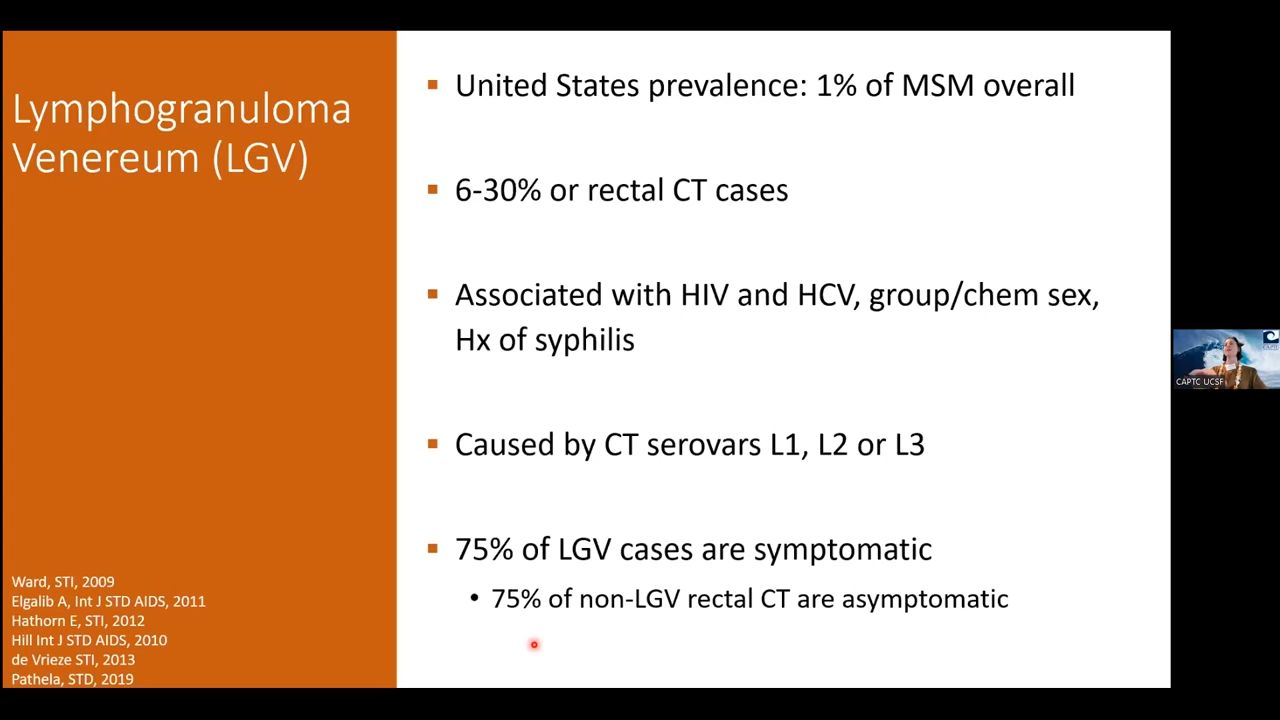 Lymphogranuloma
Venereum (LGV)
United States prevalence: 1% of MSM overall
6-30% or rectal CT cases
Associated with HIV and HCV, group/chem sex,
Hx of syphilis
Caused by CT serovars L1, L2 or L3
75% of LGV cases are symptomatic
75% of non-LGV rectal CT are asymptomatic
Ward, STI, 2009
Elgalib A, Int J STD AIDS, 2011
Hathorn E, STI, 2012
Hill Int J STD AIDS, 2010
de Vrieze STI, 2013
Pathela, STD, 2019
CAPTC UCSF